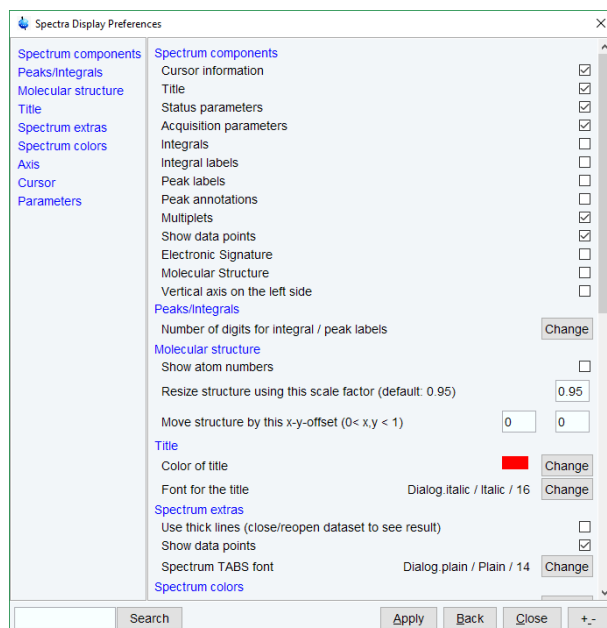 Spectra Display Preferences
Spectrum components
Peaks/Integrals
Molecular structure
Title
Spectrum extras
Spectrum colors
Axis
Cursor
Parameters
Spectrum components
Cursor information
Title
Status parameters
Acquisition parameters
Integrals
Integral labels
Peak labels
Peak annotations
Multiplets
Show data points
Electronic Signature
Molecular Structure
Vertical axis on the left side
Peaks/Integrals
Number of digits for integral / peak labels Change
Molecular structure
Show atom numbers
Resize structure using this scale factor (default: 0.95) 0.95
Move structure by this x-y-offset (0< x,y < 1) 0 0
Title
Color of title Change
Font for the title Dialog.italic / Italic / 16 Change
Spectrum extras
Use thick lines (close/reopen dataset to see result)
Show data points
Spectrum TABS font Dialog.plain / Plain / 14 Change
Spectrum colors
Search Apply Back Close +.-